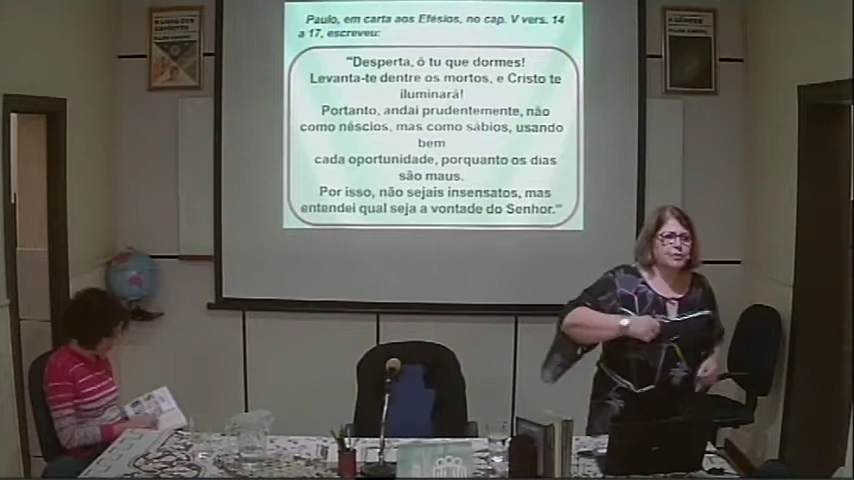 Paulo, em carta aos Efésios, no cap. V vers. 14
a 17, escreveu:
"Desperta, ó tu que dormes!
Levanta-te dentre os mortos, e Cristo te
iluminará!
Portanto, andai prudentemente, não
como néscios, mas como sábios, usando
bem
cada oportunidade, porquanto os dias
são maus.
Por isso, não sejais insensatos, mas
entendei qual seja a vontade do Senhor."